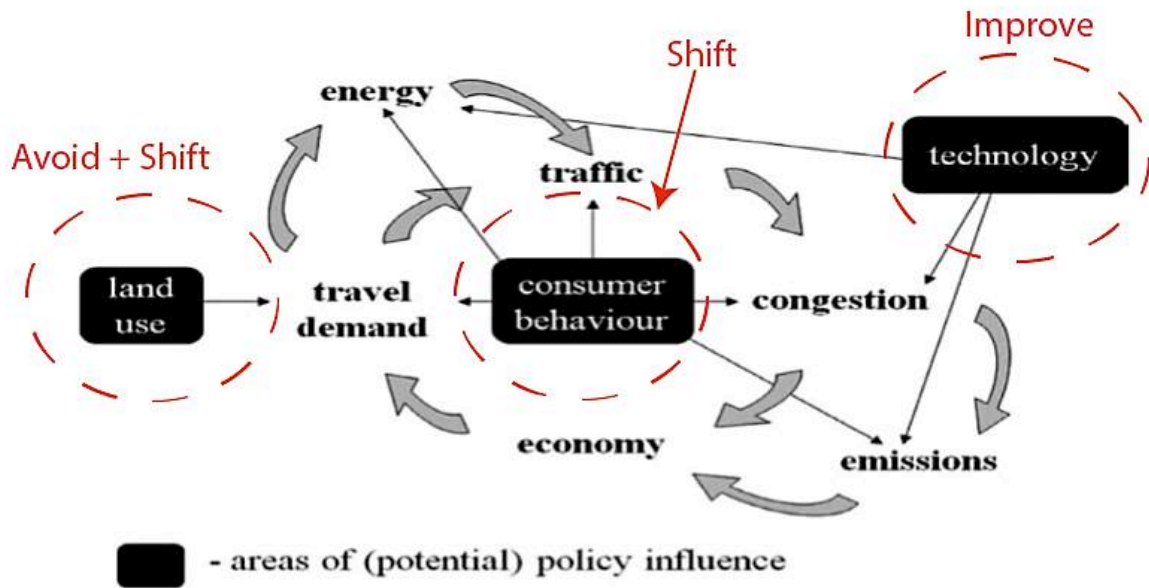 Improve
Shift
energy
Avoid + Shift
technology
traffic
land
use
travel
demand
consumer
behaviour
congestion
economy
emissions
- areas of (potential) policy influence